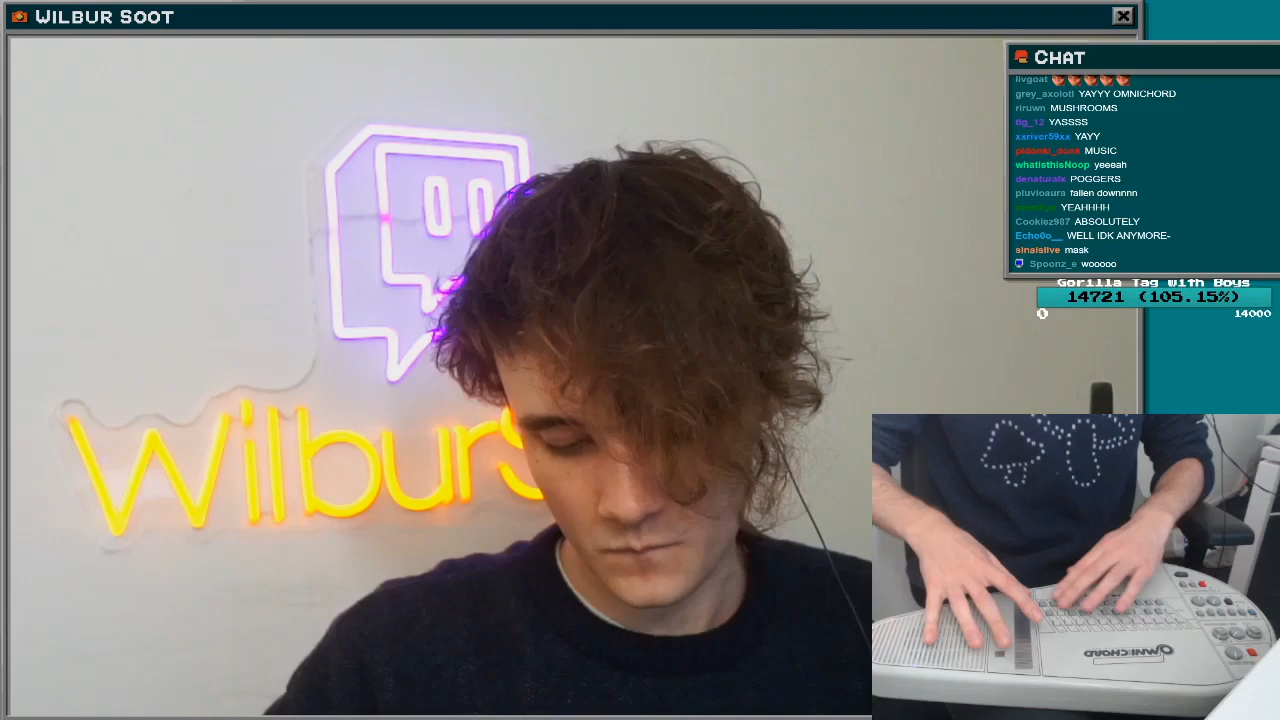 WILBUR SOOT
WilburS
CHAT
livgoat
grey_axolotl YAYYY OMNICHORD
riruwn MUSHROOMS
YASSSS
xxriver59xx YAYY
MUSIC
whatisthisNoop yeeeah
denaturalx POGGERS
pluvioaura fallen downnnn
YEAHHHH
Cookiez987 ABSOLUTELY
Echo0o__ WELL IDK ANYMORE-
sinaislive mask
Spoonz_e wooooo
Gorilla Tag with Boys
14721 (105.15%)
0
14000
OMNICHORD